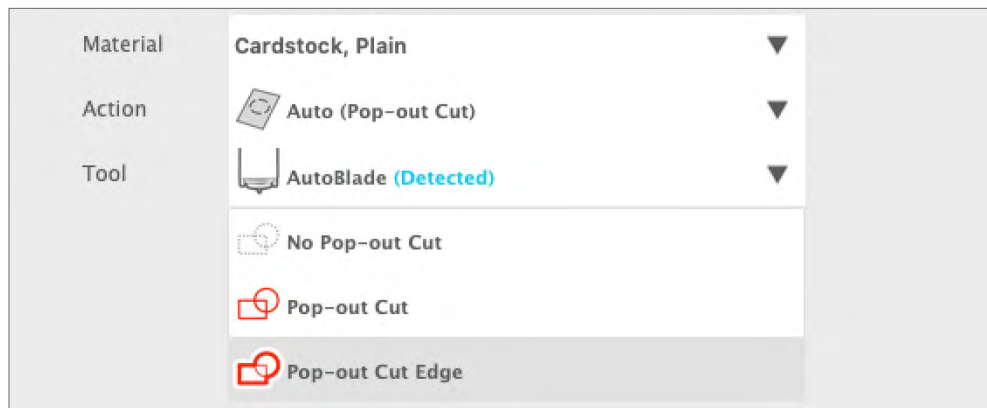 Material Cardstock, Plain
Action Auto (Pop-out Cut)
Tool AutoBlade (Detected)
No Pop-out Cut
Pop-out Cut
Pop-out Cut Edge